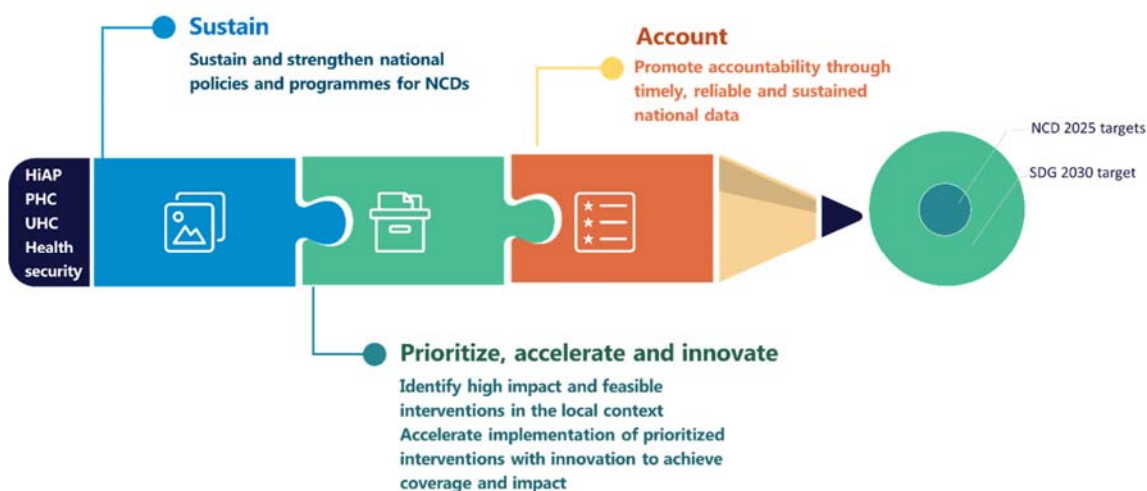 Sustain
Sustain and strengthen national
policies and programmes for NCDs
Account
Promote accountability through
timely, reliable and sustained
national data
HiAP
PHC
UHC
Health
security
NCD 2025 targets
SDG 2030 target
Prioritize, accelerate and innovate
Identify high impact and feasible
interventions in the local context
Accelerate implementation of prioritized
interventions with innovation to achieve
coverage and impact